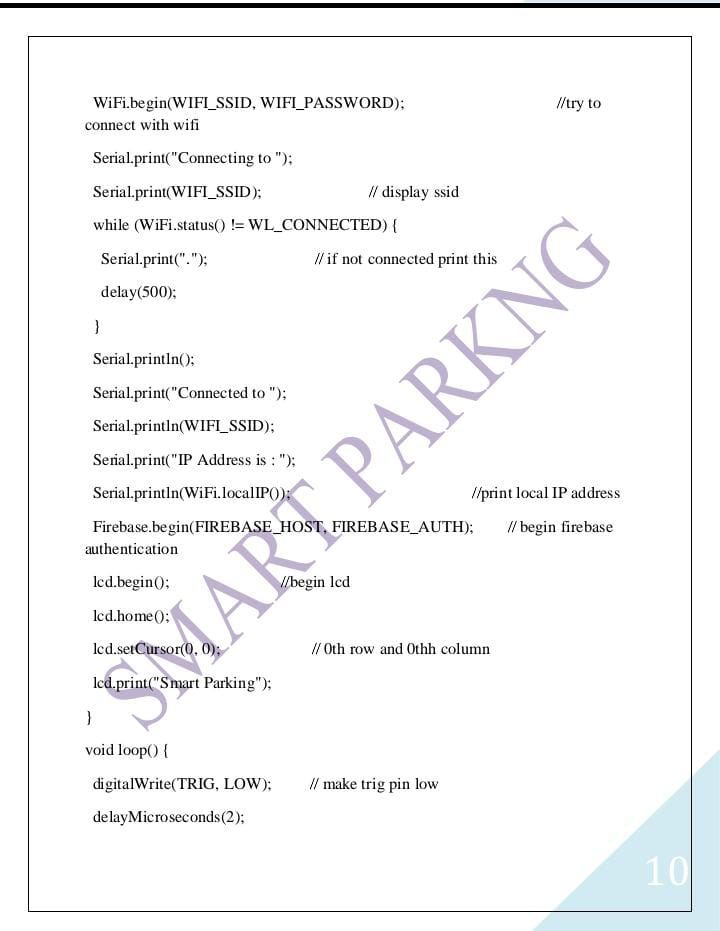 WiFi.begin(WIFI_SSID, WIFI_PASSWORD); //try to
connect with wifi
Serial.print("Connecting to ");
Serial.print(WIFI_SSID); // display ssid
while (WiFi.status() != WL_CONNECTED) {
Serial.print("."); // if not connected print this
delay(500);
}
Serial.println();
Serial.print("Connected to ");
Serial.println(WIFI_SSID);
Serial.print("IP Address is : ");
Serial.println(WiFi.localIP()); //print local IP address
Firebase.begin(FIREBASE_HOST, FIREBASE_AUTH); // begin firebase
authentication
lcd.begin(); //begin lcd
lcd.home();
lcd.setCursor(0, 0); // 0th row and 0thh column
lcd.print("Smart Parking");
}
void loop() {
digitalWrite(TRIG, LOW); // make trig pin low
delayMicroseconds(2);
SMART PARKNG
10